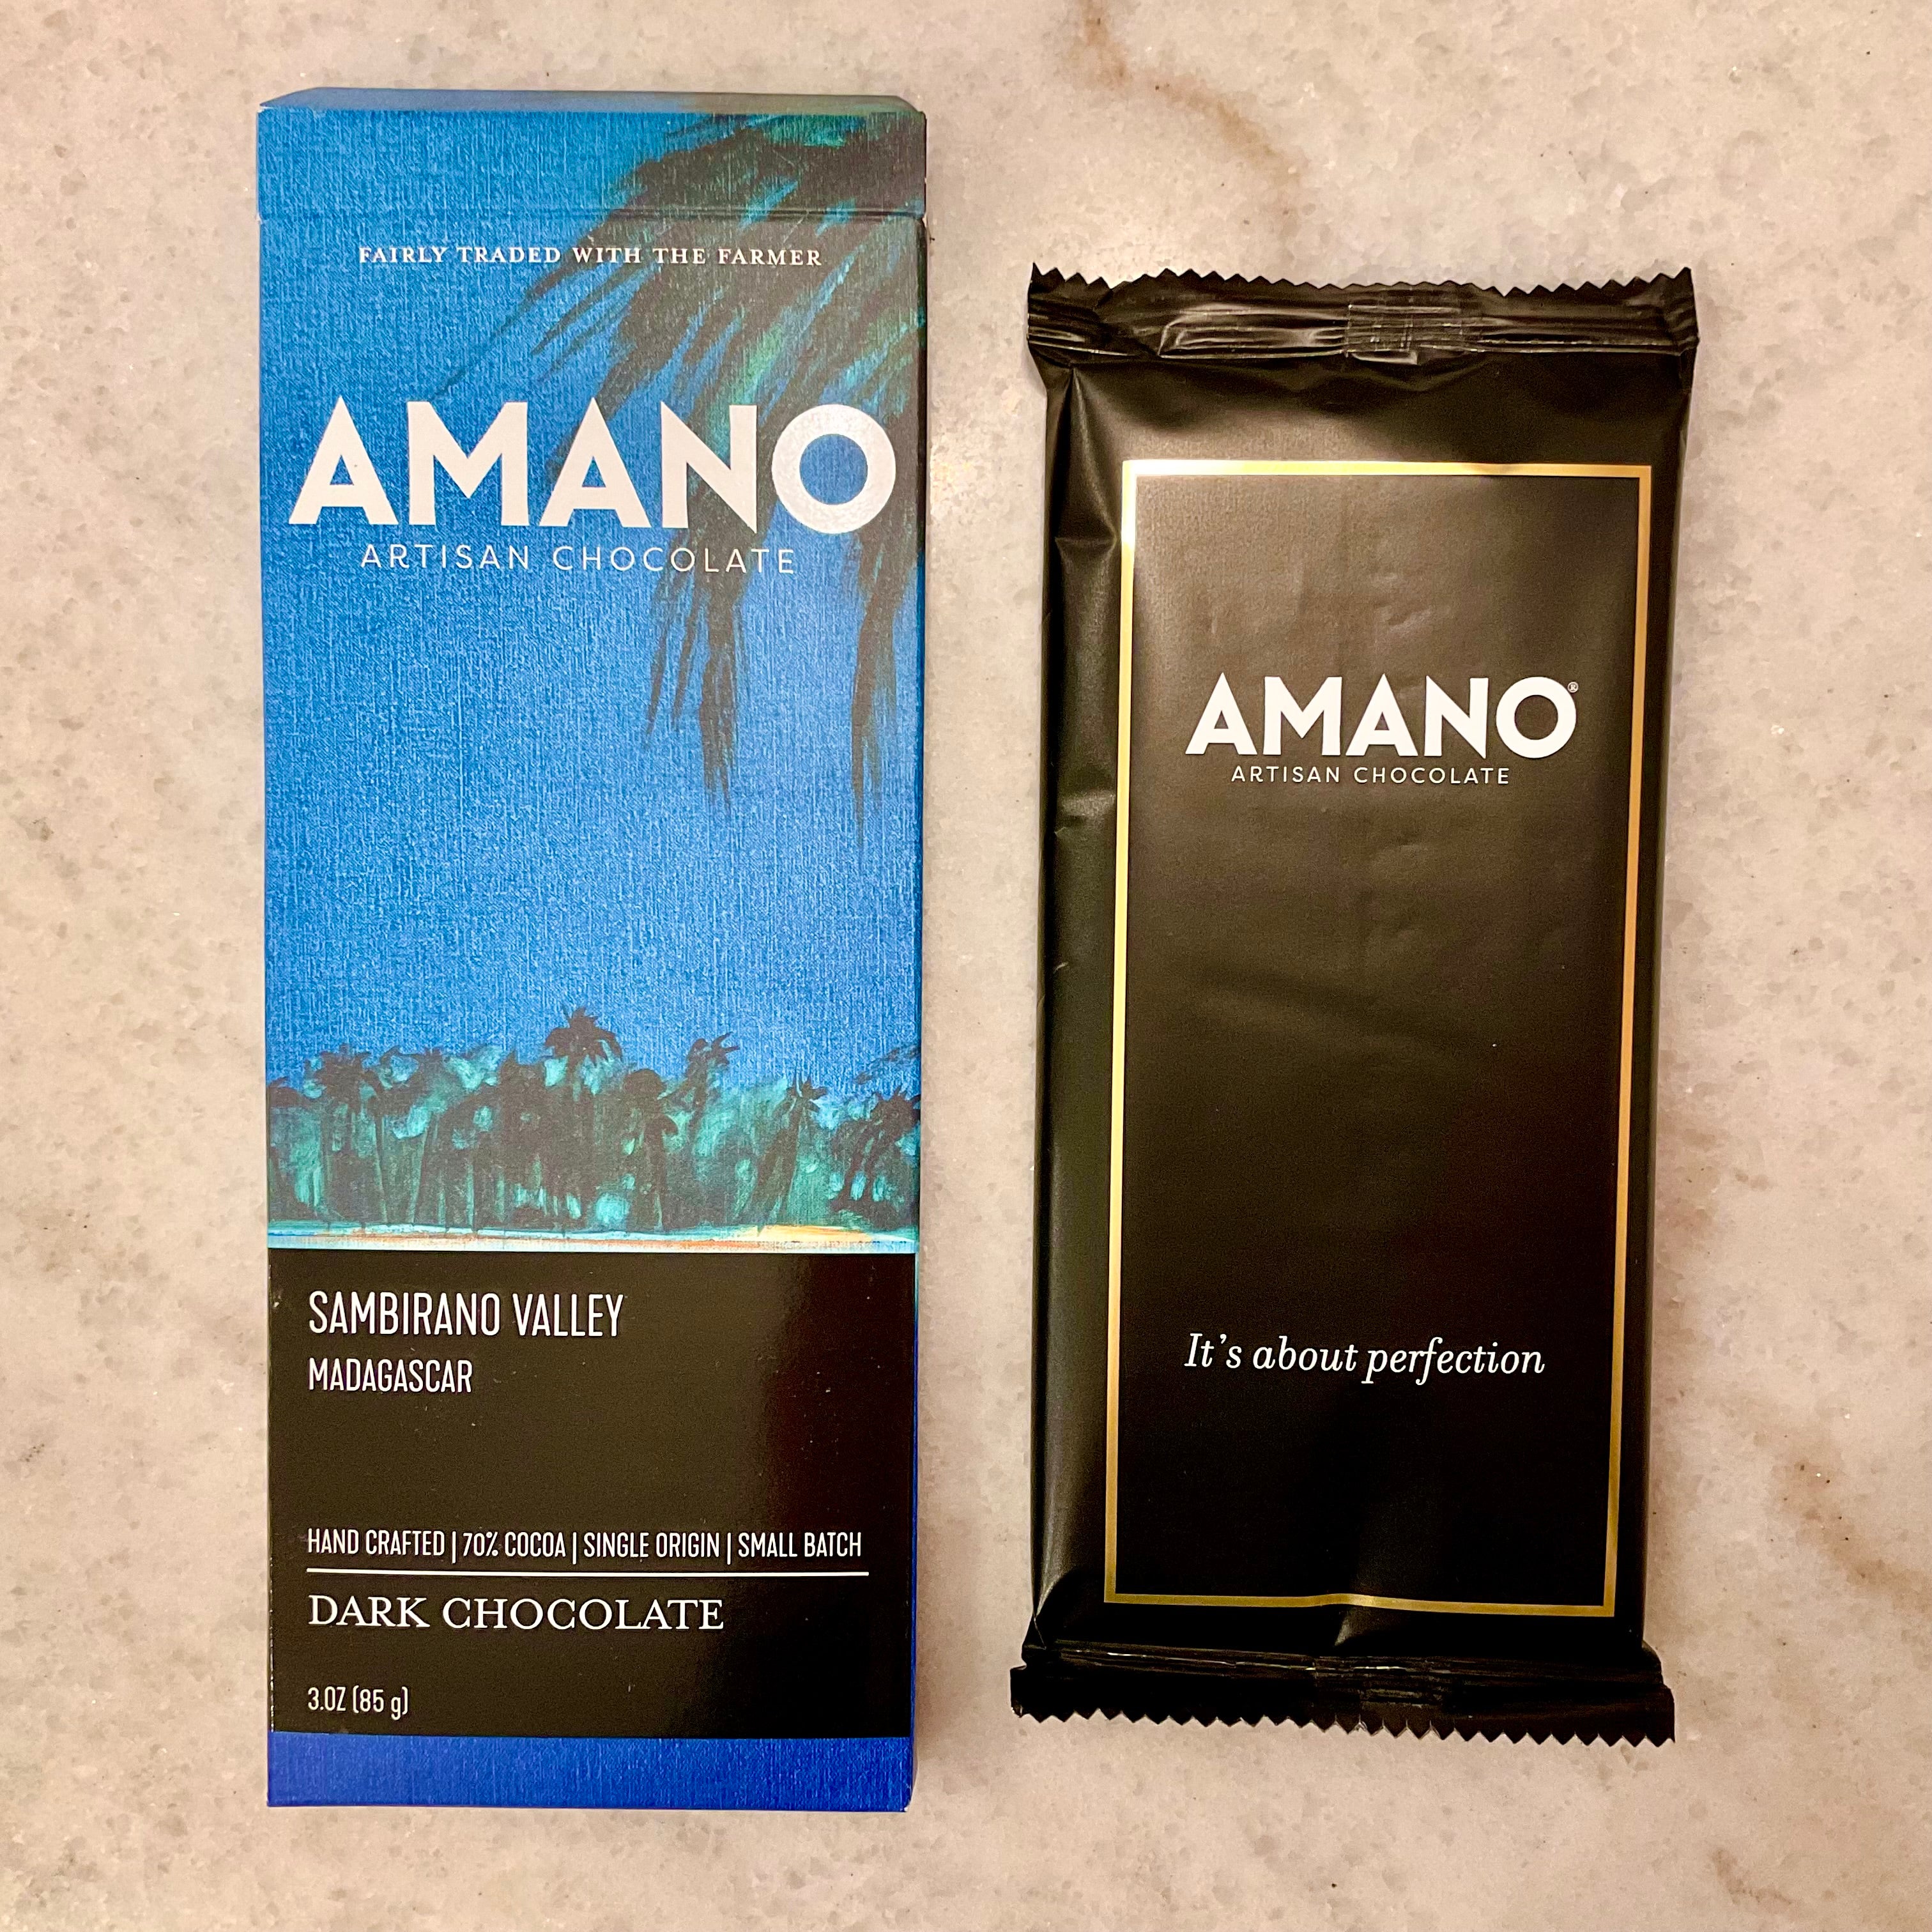 FAIRLY TRADED WITH THE FARMER
AMANO
ARTISAN CHOCOLATE
SAMBIRANO VALLEY
MADAGASCAR
HAND CRAFTED | 70% COCOA | SINGLE ORIGIN | SMALL BATCH
DARK CHOCOLATE
3.0Z (85 g)
AMANO®
ARTISAN CHOCOLATE
It's about perfection